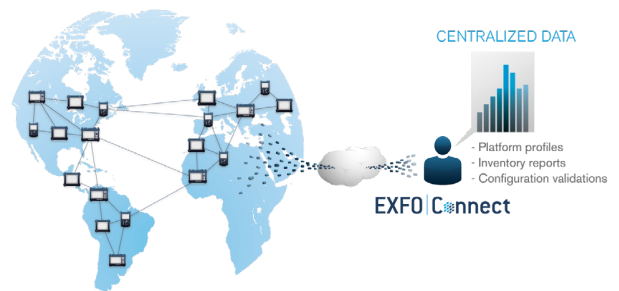 CENTRALIZED DATA
- Platform profiles
- Inventory reports
- Configuration validations
EXFO | Connect